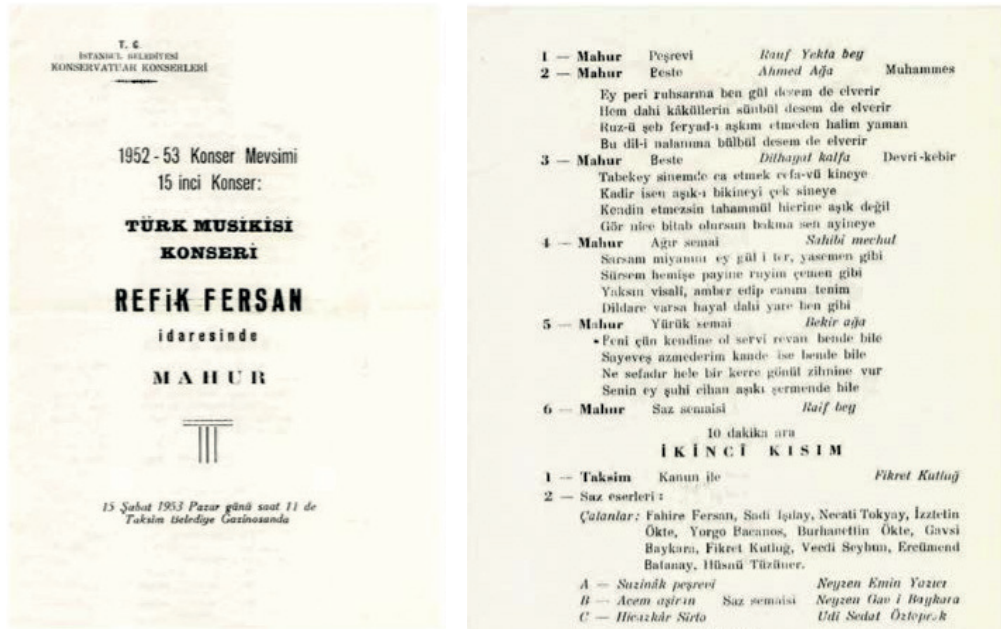 T. C.
İSTANBUL BELEDİYESİ
KONSERVATUAR KONSERLERİ
1952 - 53 Konser Mevsimi
15 inci Konser:
TÜRK MUSIKISI
KONSERİ
REFİK FERSAN
idaresinde
MAHUR
15 Şubat 1953 Pazar günü saat 11 de
Taksim Belediye Gazinosunda
1 — Mahur Peşrevi Rauf Yekta bey
2 — Mahur Beste Ahmed Ağa Muhammes
Ey peri ruhsarına ben gül desem de elverir
Hem dahi kâküllerin sünbül desem de elverir
Ruz-ü şeb feryad-ı aşkım etmeden halim yaman
Bu dil-i nalanıma bülbül desem de elverir
3 — Mahur Beste Dilhayat kalfa Devri-kebir
Tabekey sinemde ca etmek cefa-vü kineye
Kadir isen aşık-ı bikineyi çek sineye
Kendin etmezsin tahammül hicrine aşık değil
Gör nice bitab olursun bakma sen ayineye
4 — Mahur Ağır semai Sahibi meçhul
Sarsam miyanını ey gül i ter, yasemen gibi
Sürsem hemişe payine ruyim çemen gibi
Yaksın visali, amber edip canım tenim
Dildare varsa hayal dahi yare ben gibi
5 — Mahur Yürük semai Bekir ağa
Peni çün kendine ol servi revan bende bile
Sayeveş azmederim kande ise bende bile
Ne sefadır hele bir kerre gönül zihnine vur
Senin ey şuhi cihan aşıkı şermende bile
6 — Mahur Saz semaisi Raif bey
10 dakika ara
İKİNCİ KISIM
1 — Taksim Kanun ile Fikret Kutluğ
2 — Saz eserleri :
Çalanlar: Fahire Fersan, Sadi Işılay, Necati Tokyay, İzzletin
Ökte, Yorgo Bacanos, Burhanettin Ökte, Gavsi
Baykara, Fikret Kutluğ, Vecdi Seyhun, Ercümend
Batanay, Hüsnü Tüzüner.
A — Suzinâk peşrevi Neyzen Emin Yazıcı
B — Acem aşiran Saz semaisi Neyzen Gav i Baykara
C — Hicazkâr Sirto Udi Sedat Öztoprak